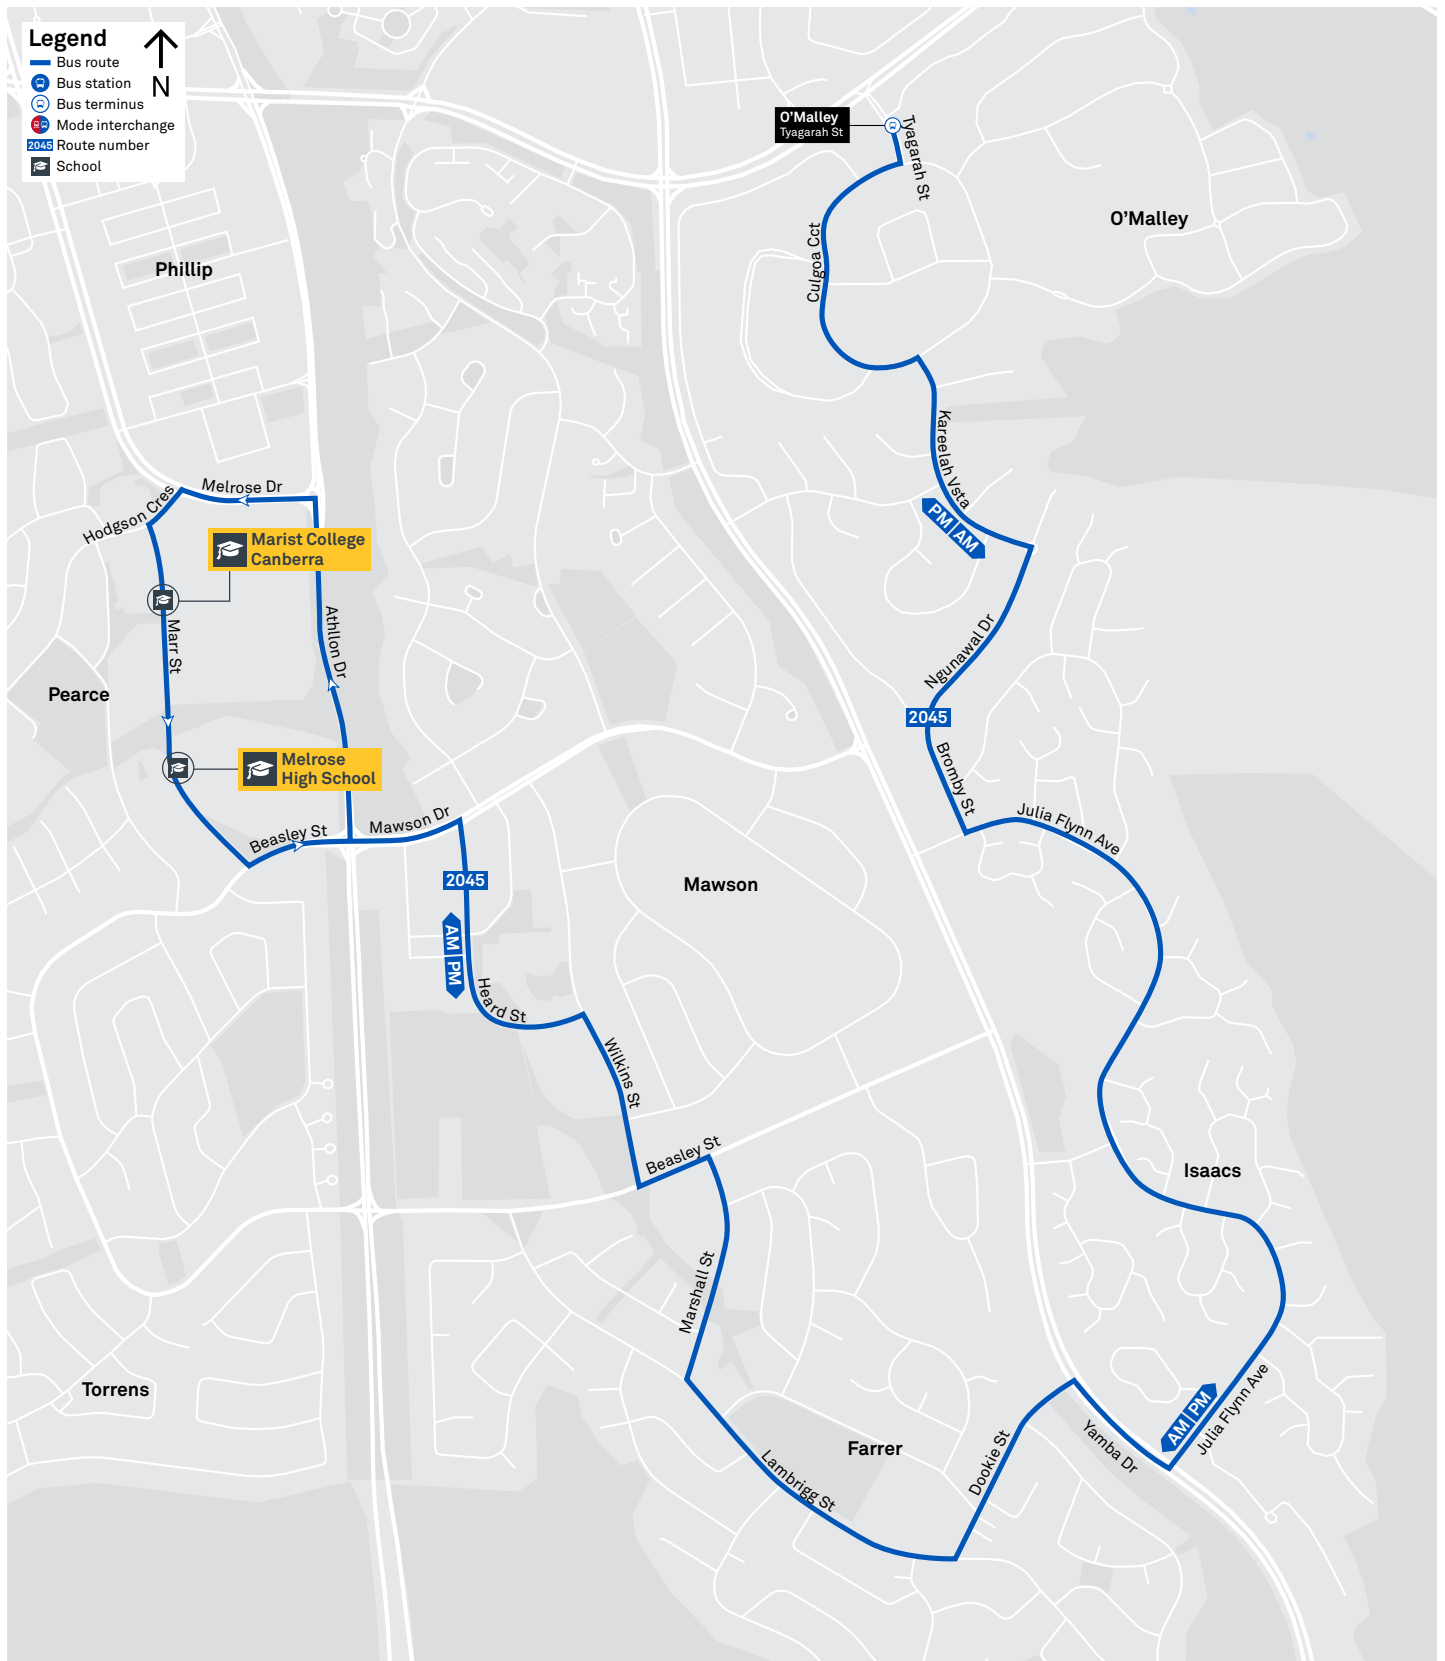 Legend
N
Bus route
Bus station
Bus terminus
Mode interchange
2045 Route number
School
O'Malley
Tyagarah St
Tyagarah St
O'Malley
Culgoa Cct
Phillip
Kareelah Vsta
PM | AM
Melrose Dr
Hodgson Cres
Marist College
Canberra
Athllon Dr
Marr St
Ngunawal Dr
Pearce
2045
Bromby St
Melrose
High School
Julia Flynn Ave
Beasley St
Mawson Dr
2045
Mawson
AM | PM
Heard St
Wilkins St
Beasley St
Isaacs
Marshall St
Torrens
AM | PM
Julia Flynn Ave
Yamba Dr
Farrer
Dookie St
Lambrigg St